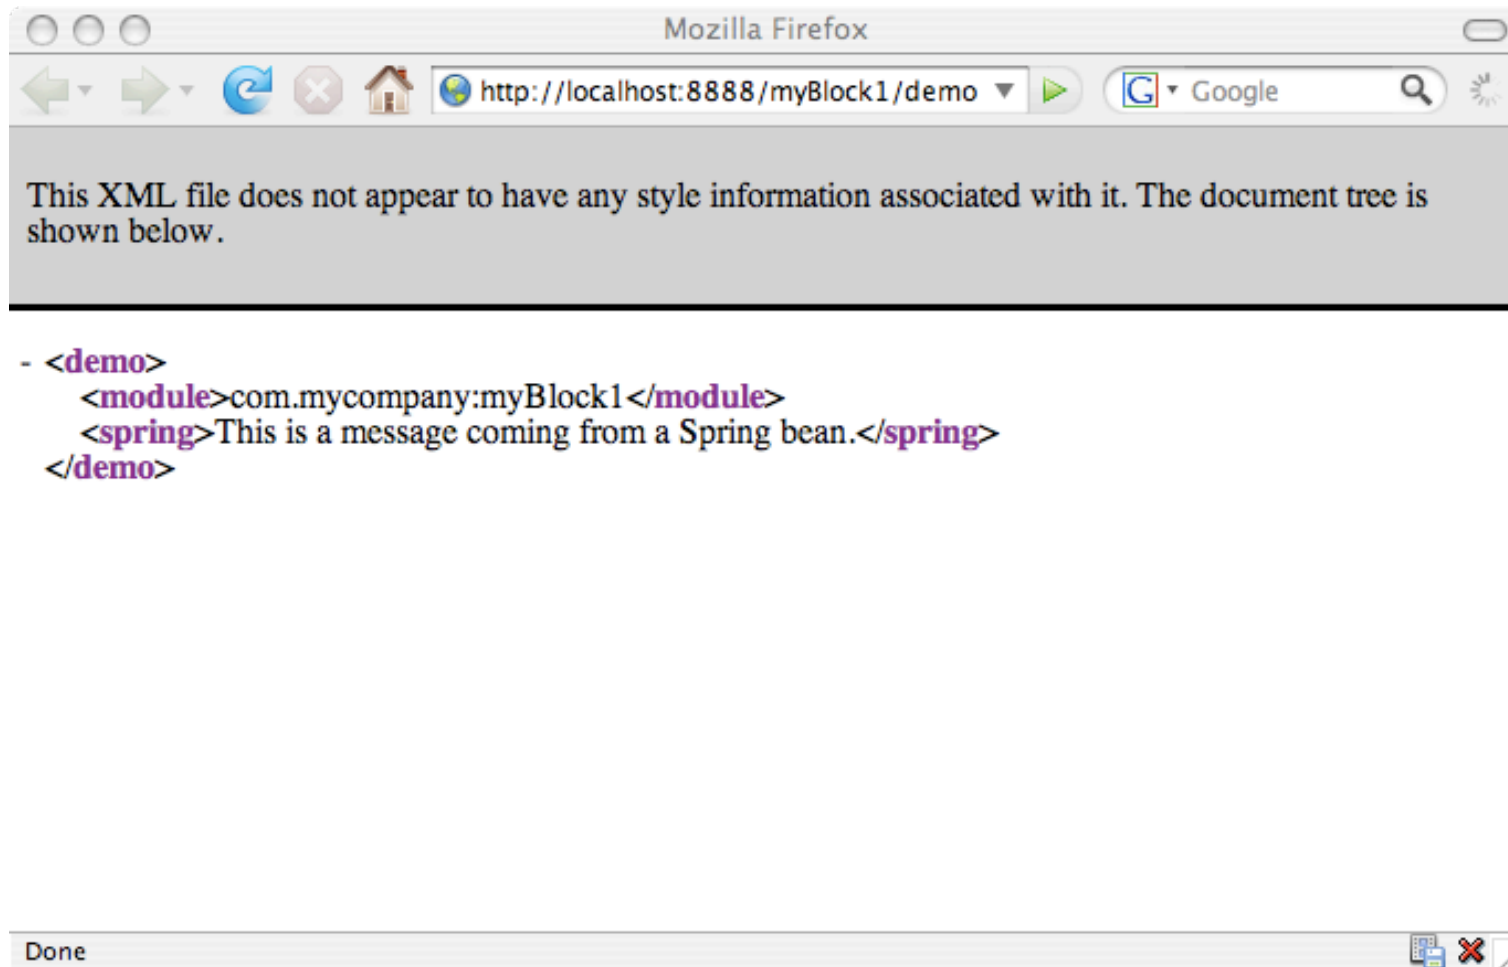 Mozilla Firefox
http://localhost:8888/myBlock1/demo
G Google
This XML file does not appear to have any style information associated with it. The document tree is
shown below.
- <demo>
<module>com.mycompany:myBlock1</module>
<spring>This is a message coming from a Spring bean.</spring>
</demo>
Done